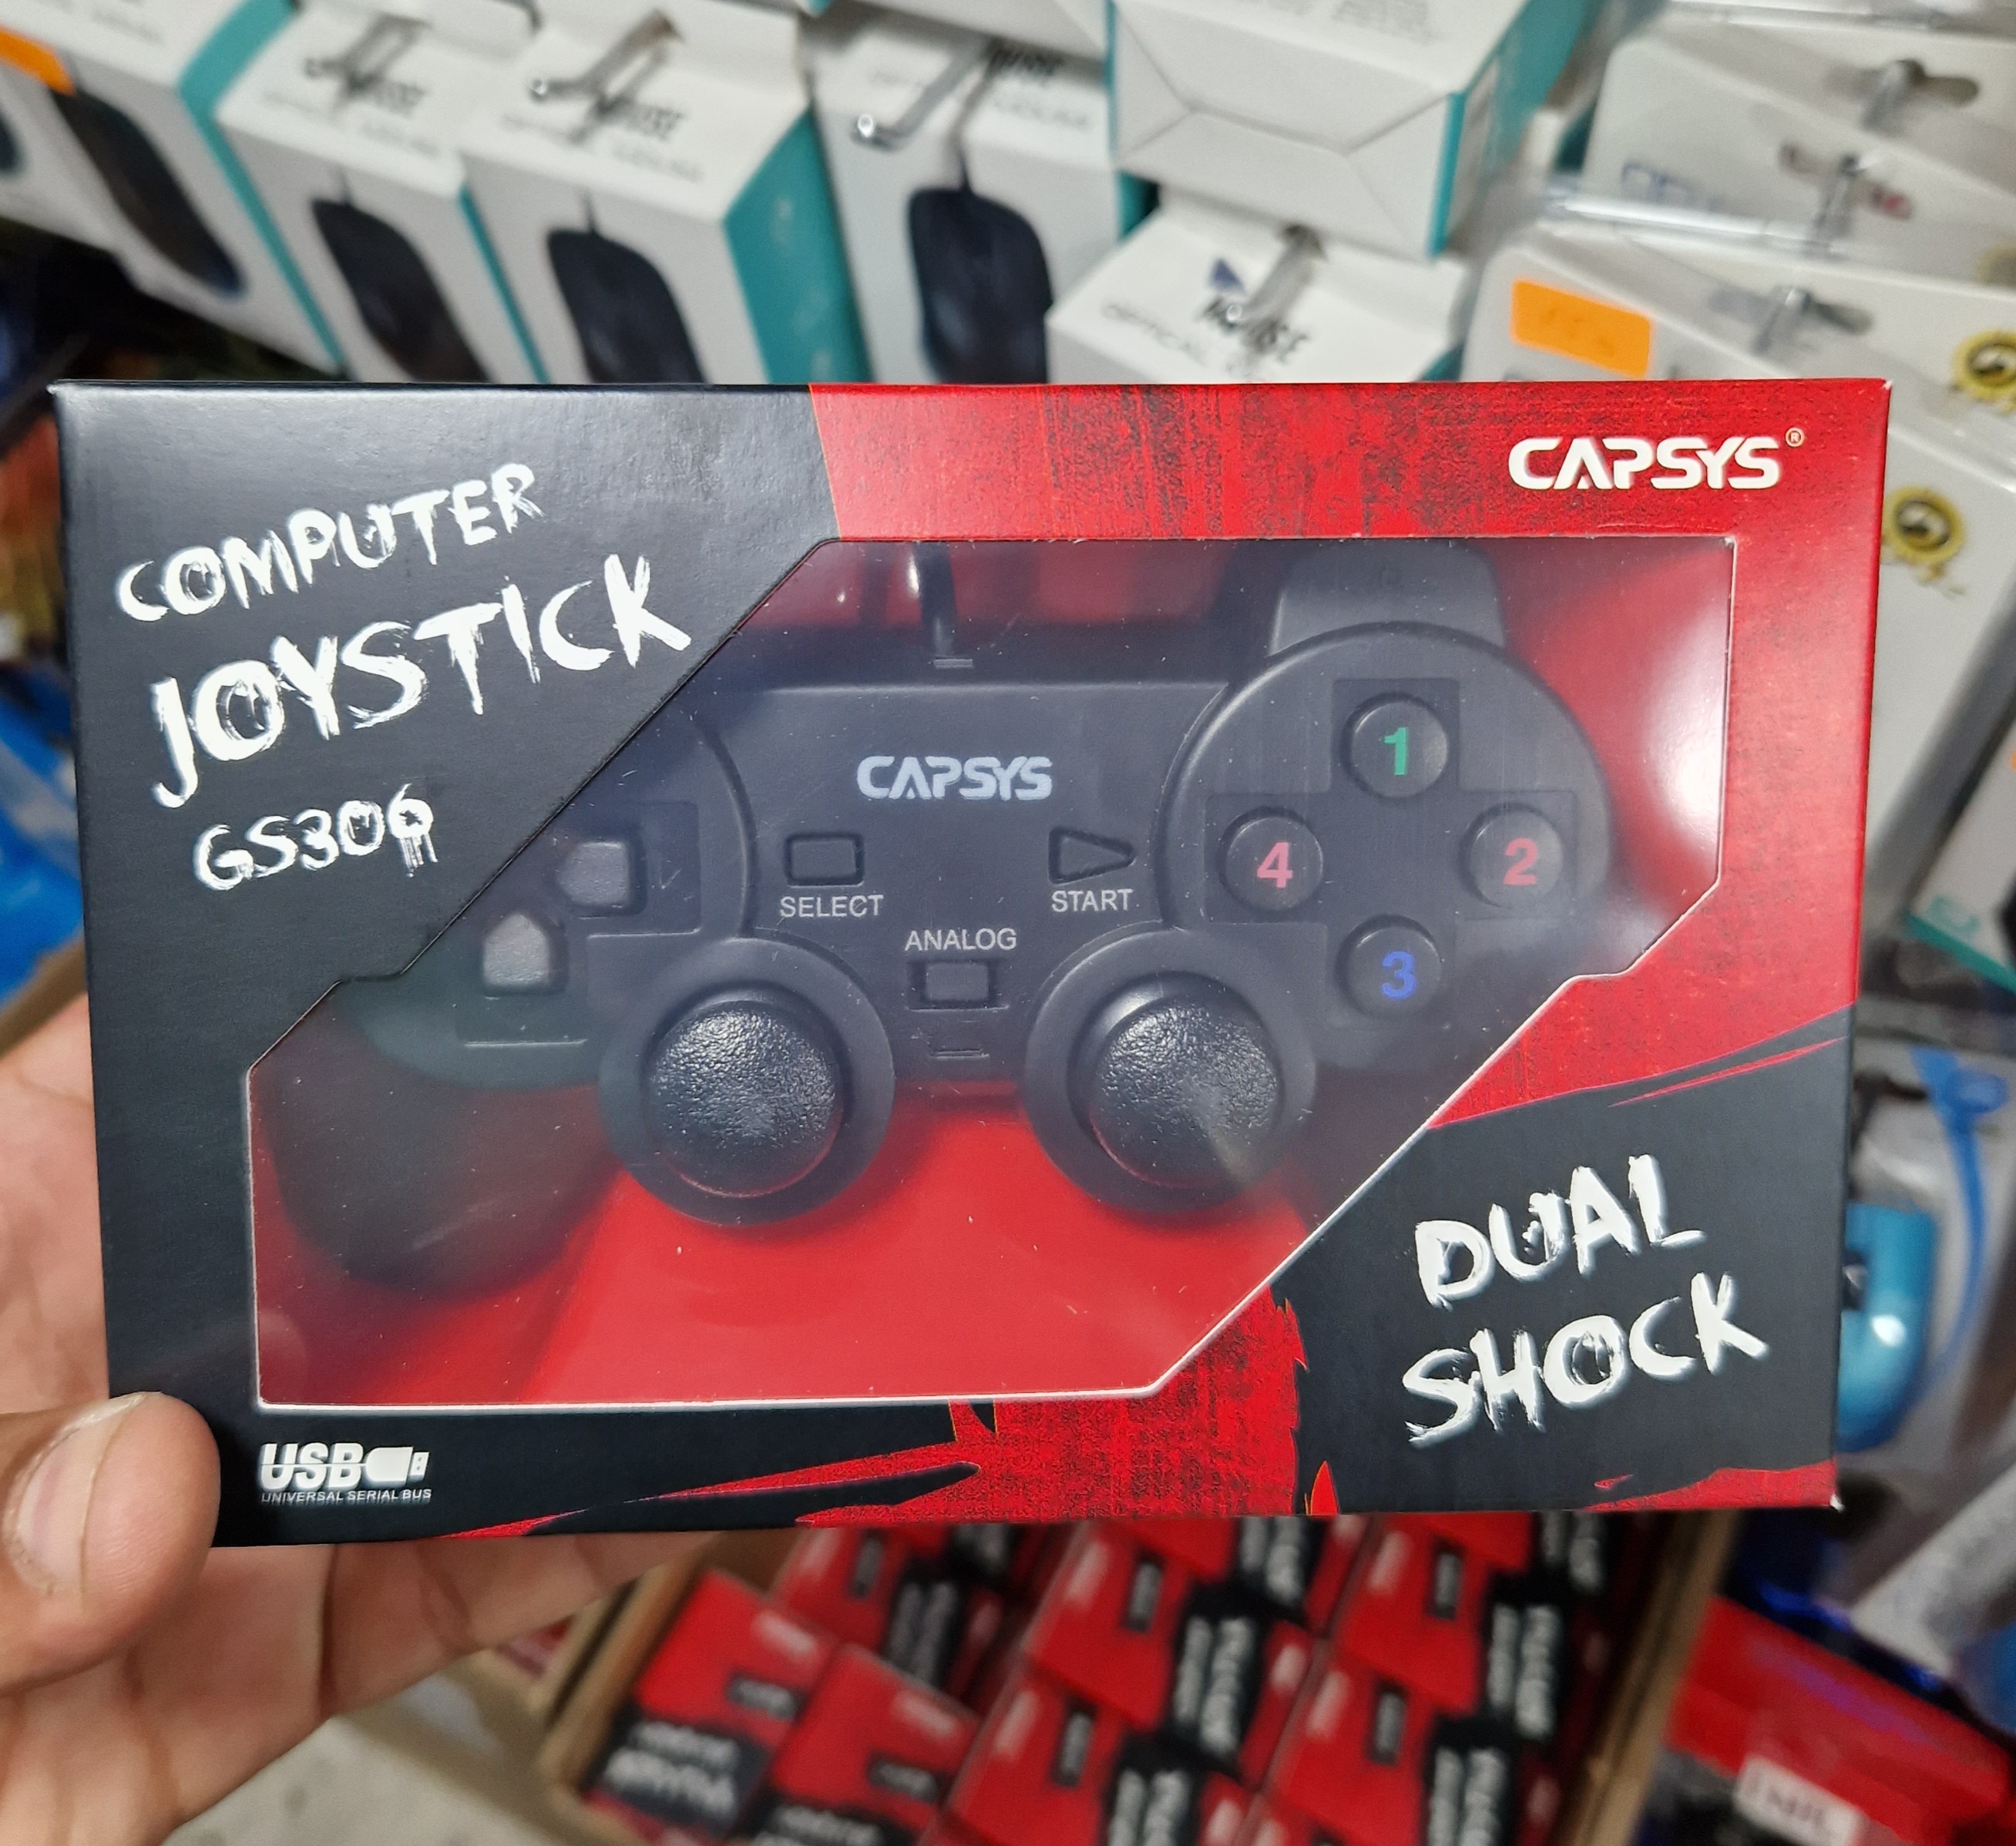 CAPSYS®
COMPUTER
JOYSTICK
GS306
CAPSYS
SELECT
START
ANALOG
1
4
2
3
DUAL
SHOCK
USB
UNIVERSAL SERIAL BUS